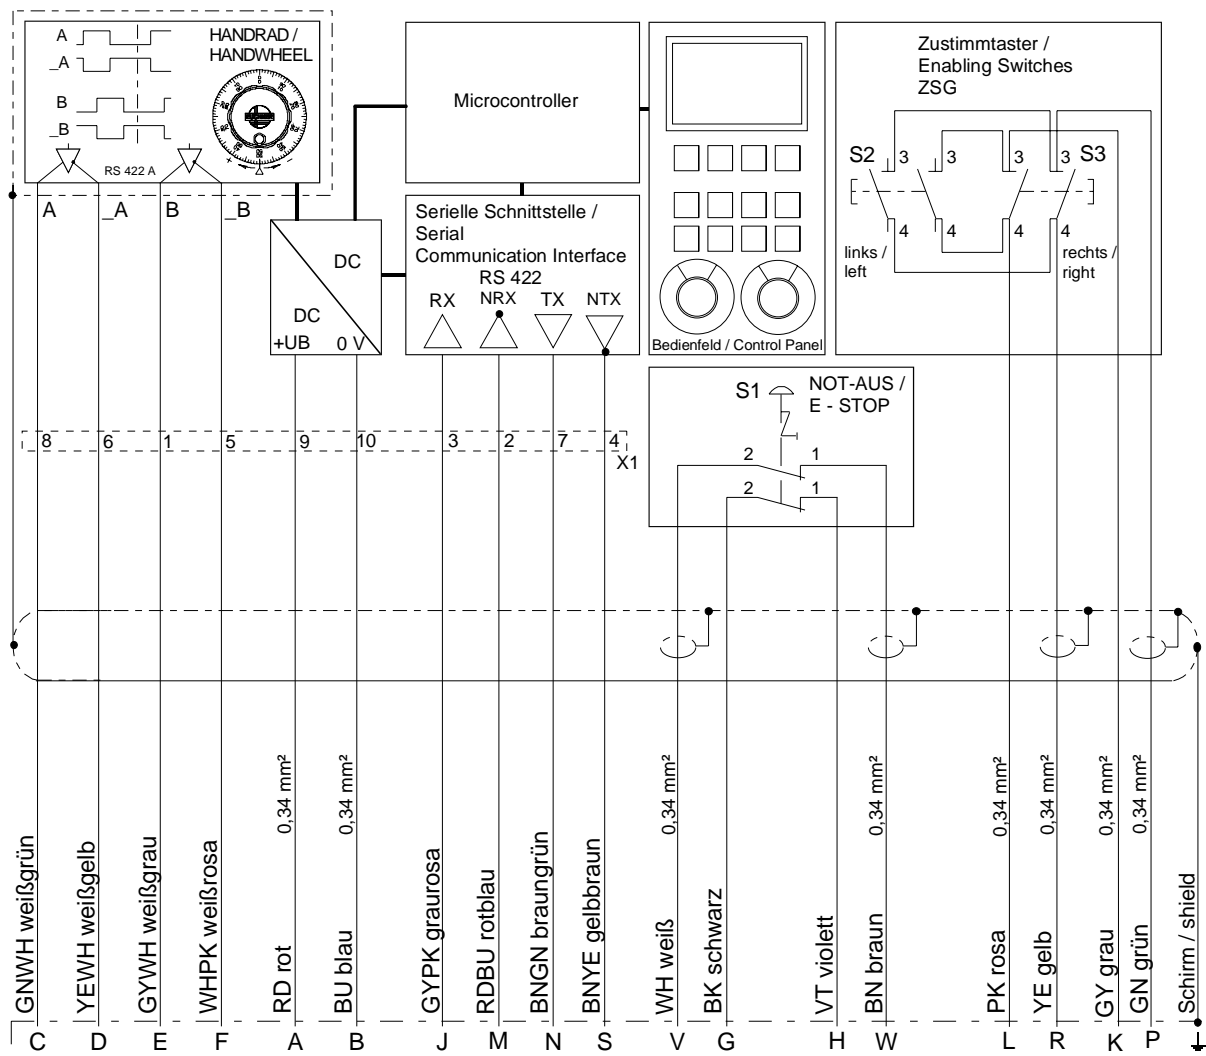 A
_A
B
_B
HANDRAD /
HANDWHEEL
RS 422 A
Microcontroller
Zustimmtaster /
Enabling Switches
ZSG
S2
3
3
3
3
S3
4
4
4
4
links /
left
rechts /
right
A
_A
B
_B
DC
DC
+UB
0 V
Serielle Schnittstelle /
Serial
Communication Interface
RS 422
RX
NRX
TX
NTX
Bedienfeld / Control Panel
S1
NOT-AUS /
E - STOP
2
1
2
1
8
6
1
5
9
10
3
2
7
4
X1
0,34 mm²
0,34 mm²
0,34 mm²
0,34 mm²
0,34 mm²
0,34 mm²
0,34 mm²
0,34 mm²
GNWH weißgrün
YEWH weißgelb
GYWH weißgrau
WHPK weißrosa
RD rot
BU blau
GYPK graurosa
RDBU rotblau
BNGN braungrün
BNYE gelbbraun
WH weiß
BK schwarz
VT violett
BN braun
PK rosa
YE gelb
GY grau
GN grün
Schirm / shield
C
D
E
F
A
B
J
M
N
S
V
G
H
W
L
R
K
P